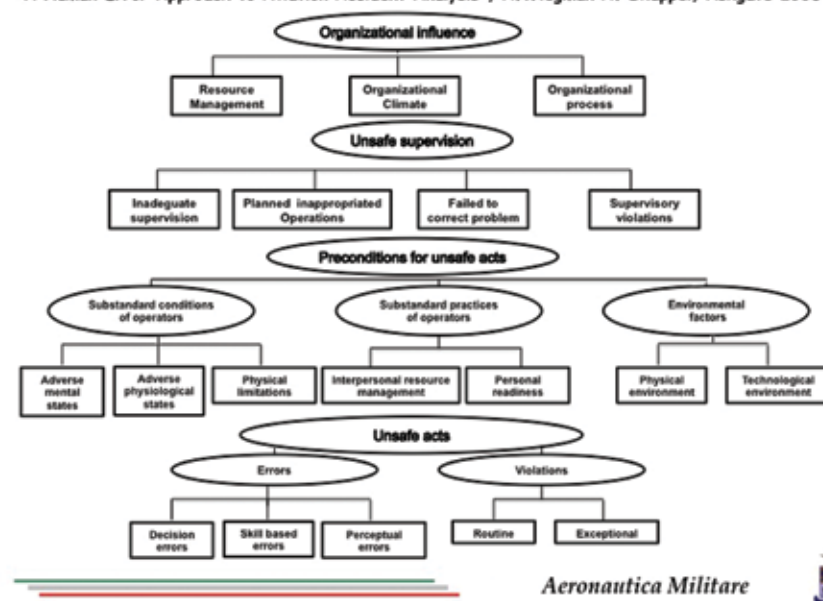 Organizational influence
Resource
Management
Organizational
Climate
Organizational
process
Unsafe supervision
Inadequate
supervision
Planned inappropriated
Operations
Failed to
correct problem
Supervisory
violations
Preconditions for unsafe acts
Substandard conditions
of operators
Substandard practices
of operators
Environmental
factors
Adverse
mental
states
Adverse
physiological
states
Physical
limitations
Interpersonal resource
management
Personal
readiness
Physical
environment
Technological
environment
Unsafe acts
Errors
Violations
Decision
errors
Skill based
errors
Perceptual
errors
Routine
Exceptional
Aeronautica Militare